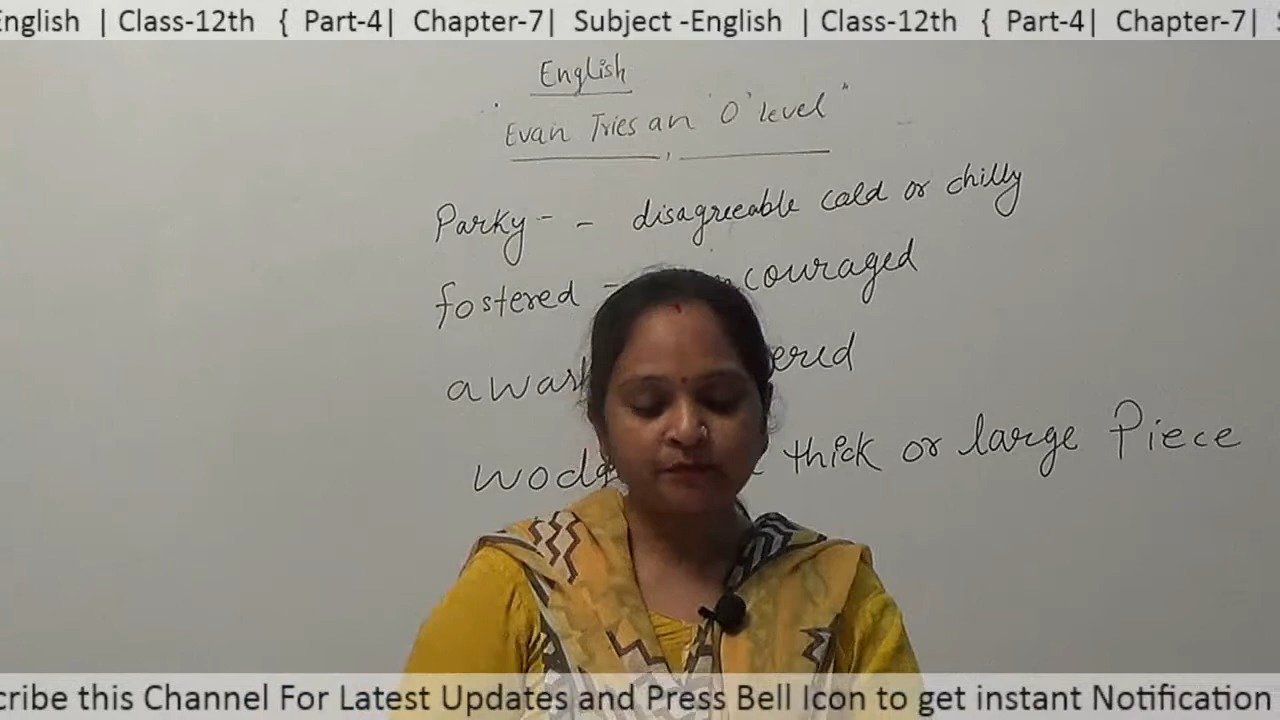 English | Class-12th { Part-4| Chapter-7| Subject -English | Class-12th { Part-4| Chapter-7|
English
"Evan Tries an 'O' level"
Parky - - disagreeable cold or chilly
fostered - couraged
awas ered
wodg thick or large Piece
cribe this Channel For Latest Updates and Press Bell Icon to get instant Notification